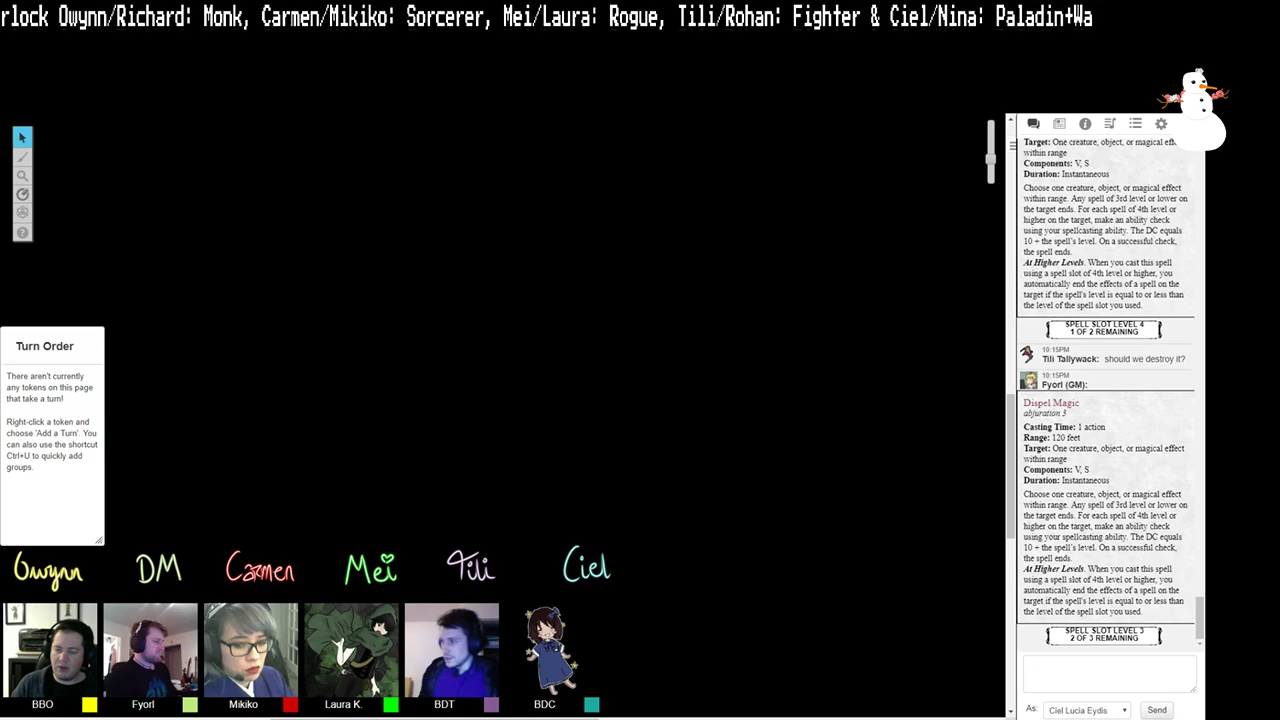 rlock Owynn/Richard: Monk, Carmen/Mikiko: Sorcerer, Mei/Laura: Rogue, Tili/Rohan: Fighter & Ciel/Nina: Paladin+Wa
Target: One creature, object, or magical effect
within range
Components: V, S
Duration: Instantaneous
Choose one creature, object, or magical effect
within range. Any spell of 3rd level or lower on
the target ends. For each spell of 4th level or
higher on the target, make an ability check
using your spellcasting ability. The DC equals
10 + the spell's level. On a successful check,
the spell ends.
At Higher Levels. When you cast this spell
using a spell slot of 4th level or higher, you
automatically end the effects of a spell on the
target if the spell's level is equal to or less than
the level of the spell slot you used.
SPELL SLOT LEVEL 4
1 OF 2 REMAINING
10:15PM
Tili Tallywack: should we destroy it?
10:15PM
Fyorl (GM):
Dispel Magic
abjuration 3
Casting Time: 1 action
Range: 120 feet
Target: One creature, object, or magical effect
within range
Components: V, S
Duration: Instantaneous
Choose one creature, object, or magical effect
within range. Any spell of 3rd level or lower on
the target ends. For each spell of 4th level or
higher on the target, make an ability check
using your spellcasting ability. The DC equals
10 + the spell's level. On a successful check,
the spell ends.
At Higher Levels. When you cast this spell
using a spell slot of 4th level or higher, you
automatically end the effects of a spell on the
target if the spell's level is equal to or less than
the level of the spell slot you used.
SPELL SLOT LEVEL 3
2 OF 3 REMAINING
As: Ciel Lucia Eydis Send
Turn Order
There aren't currently
any tokens on this page
that take a turn!
Right-click a token and
choose 'Add a Turn'. You
can also use the shortcut
Ctrl+U to quickly add
groups.
Owynn DM Carmen Mei Tili Ciel
BBO Fyorl Mikiko Laura K. BDT BDC